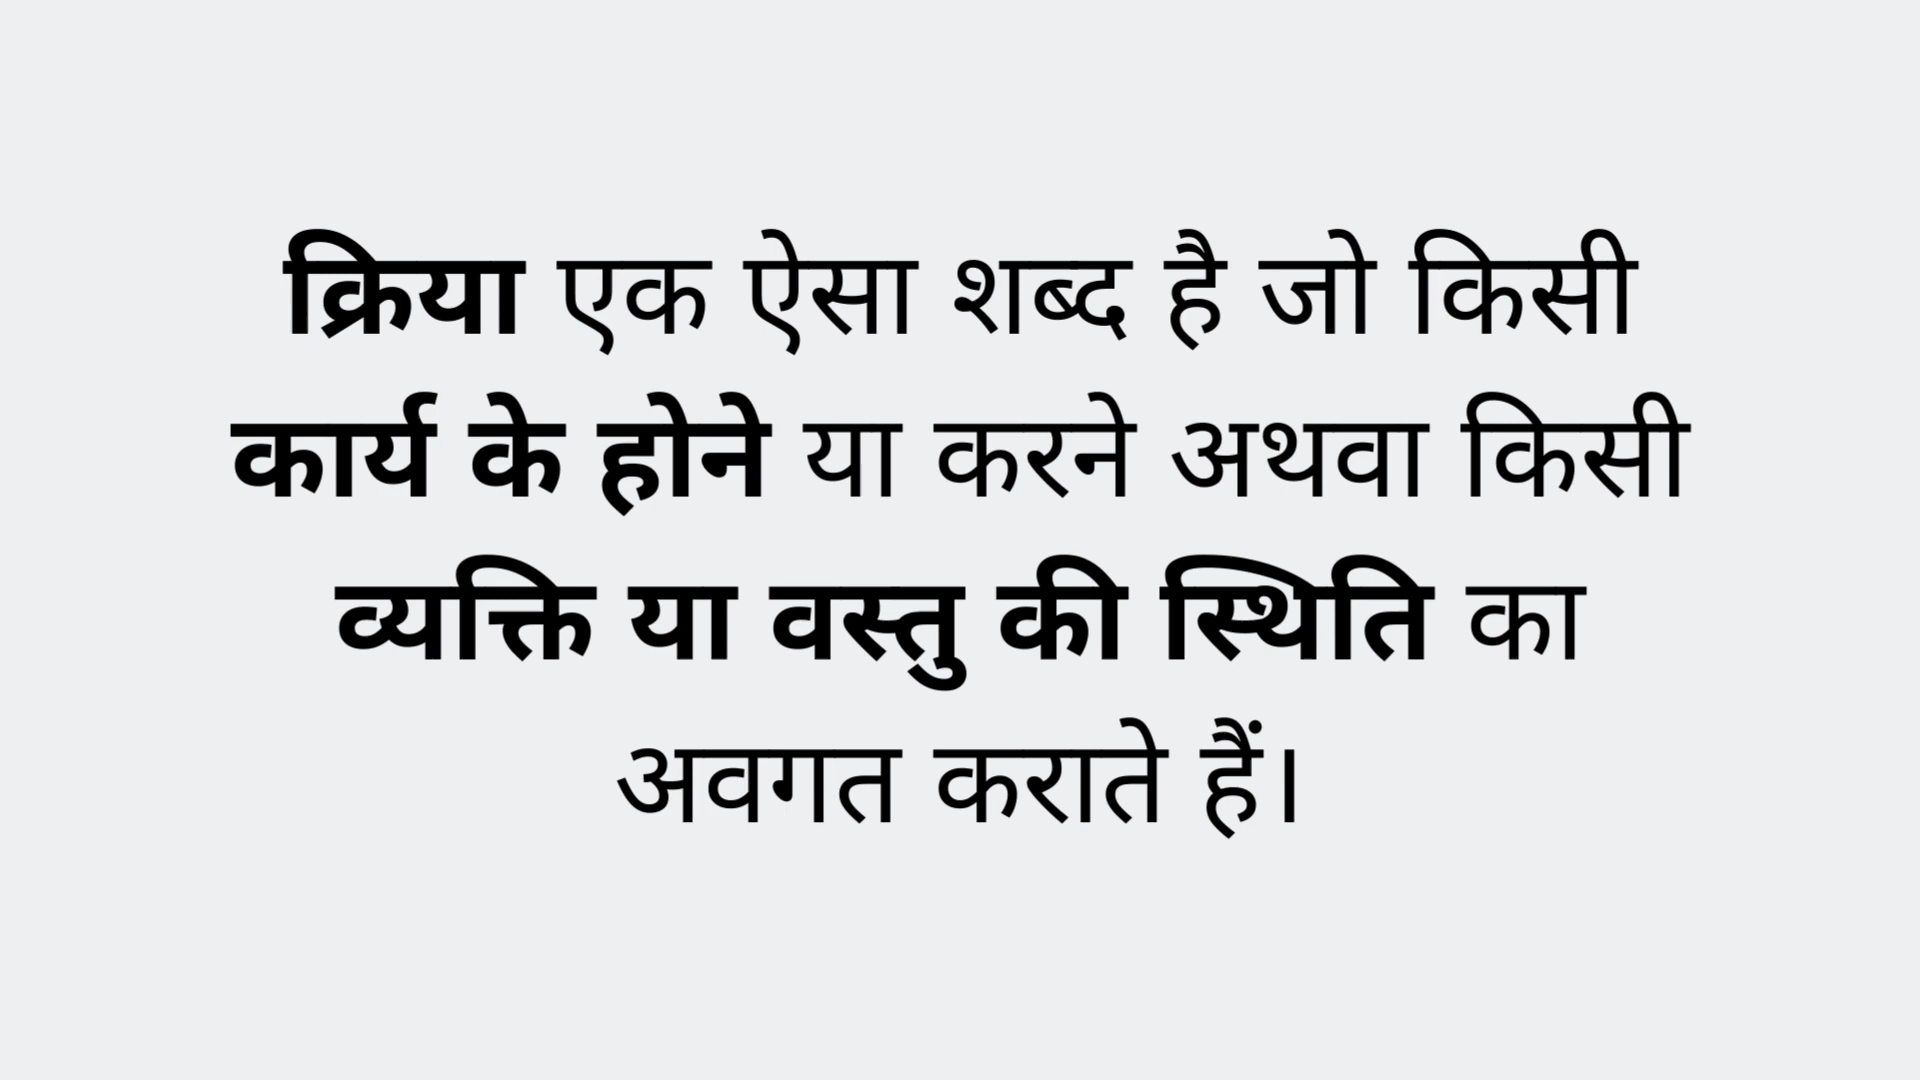 क्रिया एक ऐसा शब्द है जो किसी
कार्य के होने या करने अथवा किसी
व्यक्ति या वस्तु की स्थिति का
अवगत कराते हैं।